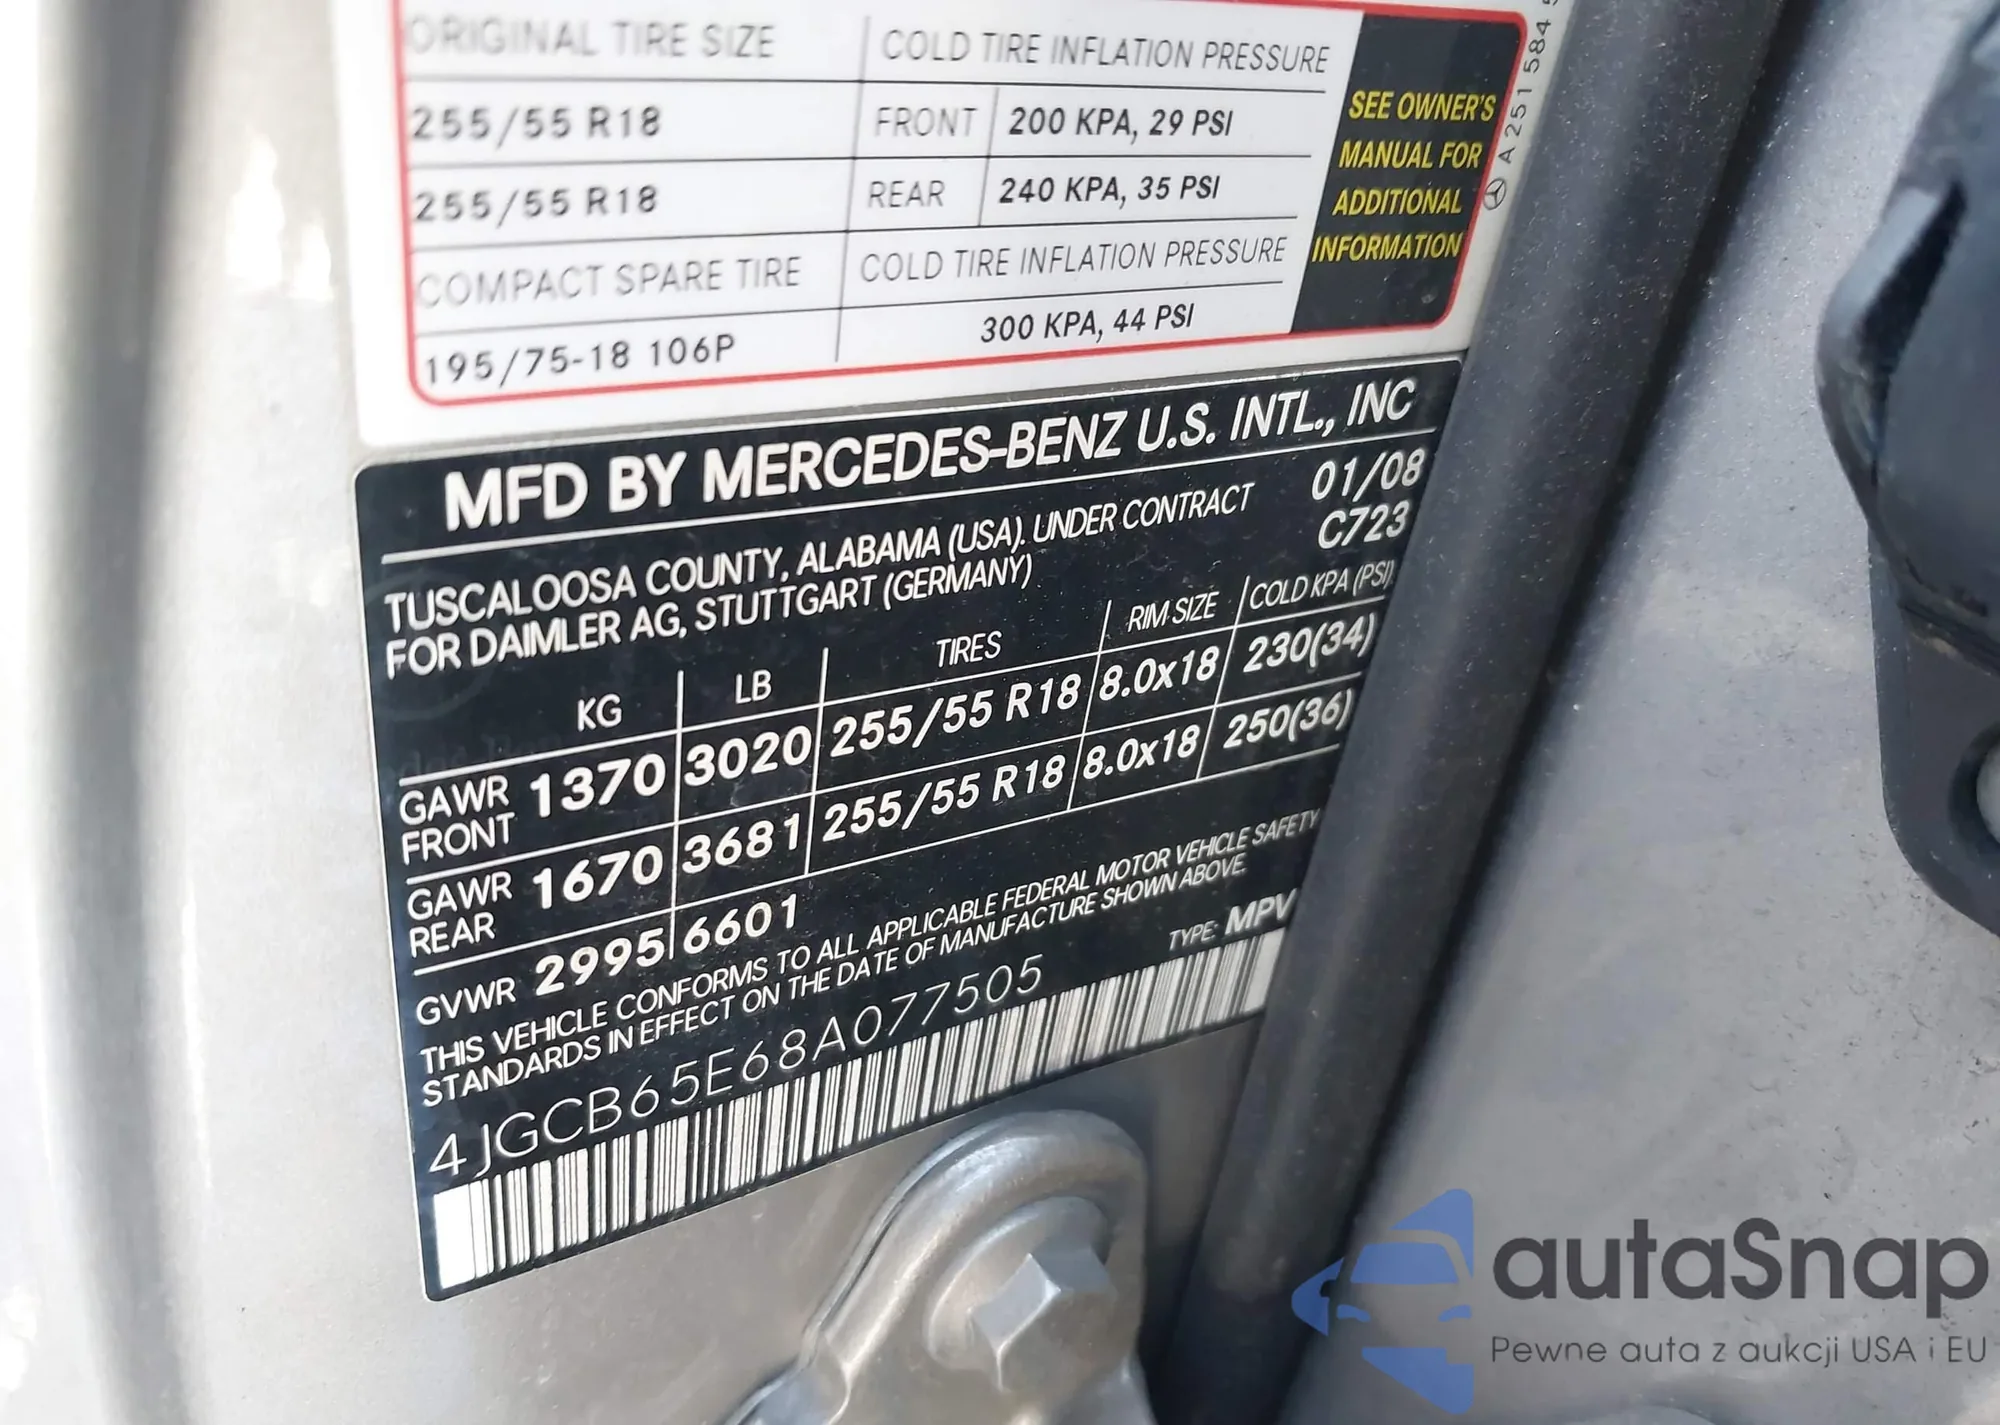 ORIGINAL TIRE SIZE COLD TIRE INFLATION PRESSURE
255/55 R18 FRONT 200 KPA, 29 PSI
255/55 R18 REAR 240 KPA, 35 PSI
COMPACT SPARE TIRE COLD TIRE INFLATION PRESSURE
195/75-18 106P 300 KPA, 44 PSI
SEE OWNER'S
MANUAL FOR
ADDITIONAL
INFORMATION
A 251 584
MFD BY MERCEDES-BENZ U.S. INTL., INC
TUSCALOOSA COUNTY, ALABAMA (USA). UNDER CONTRACT 01/08
FOR DAIMLER AG, STUTTGART (GERMANY) C723
KG LB TIRES RIM SIZE COLD KPA (PSI)
GAWR FRONT 1370 3020 255/55 R18 8.0x18 230(34)
GAWR REAR 1670 3681 255/55 R18 8.0x18 250(36)
GVWR 2995 6601
THIS VEHICLE CONFORMS TO ALL APPLICABLE FEDERAL MOTOR VEHICLE SAFETY
STANDARDS IN EFFECT ON THE DATE OF MANUFACTURE SHOWN ABOVE.
4JGCB65E68A077505 TYPE: MPV
autaSnap
Pewne auta z aukcji USA i EU